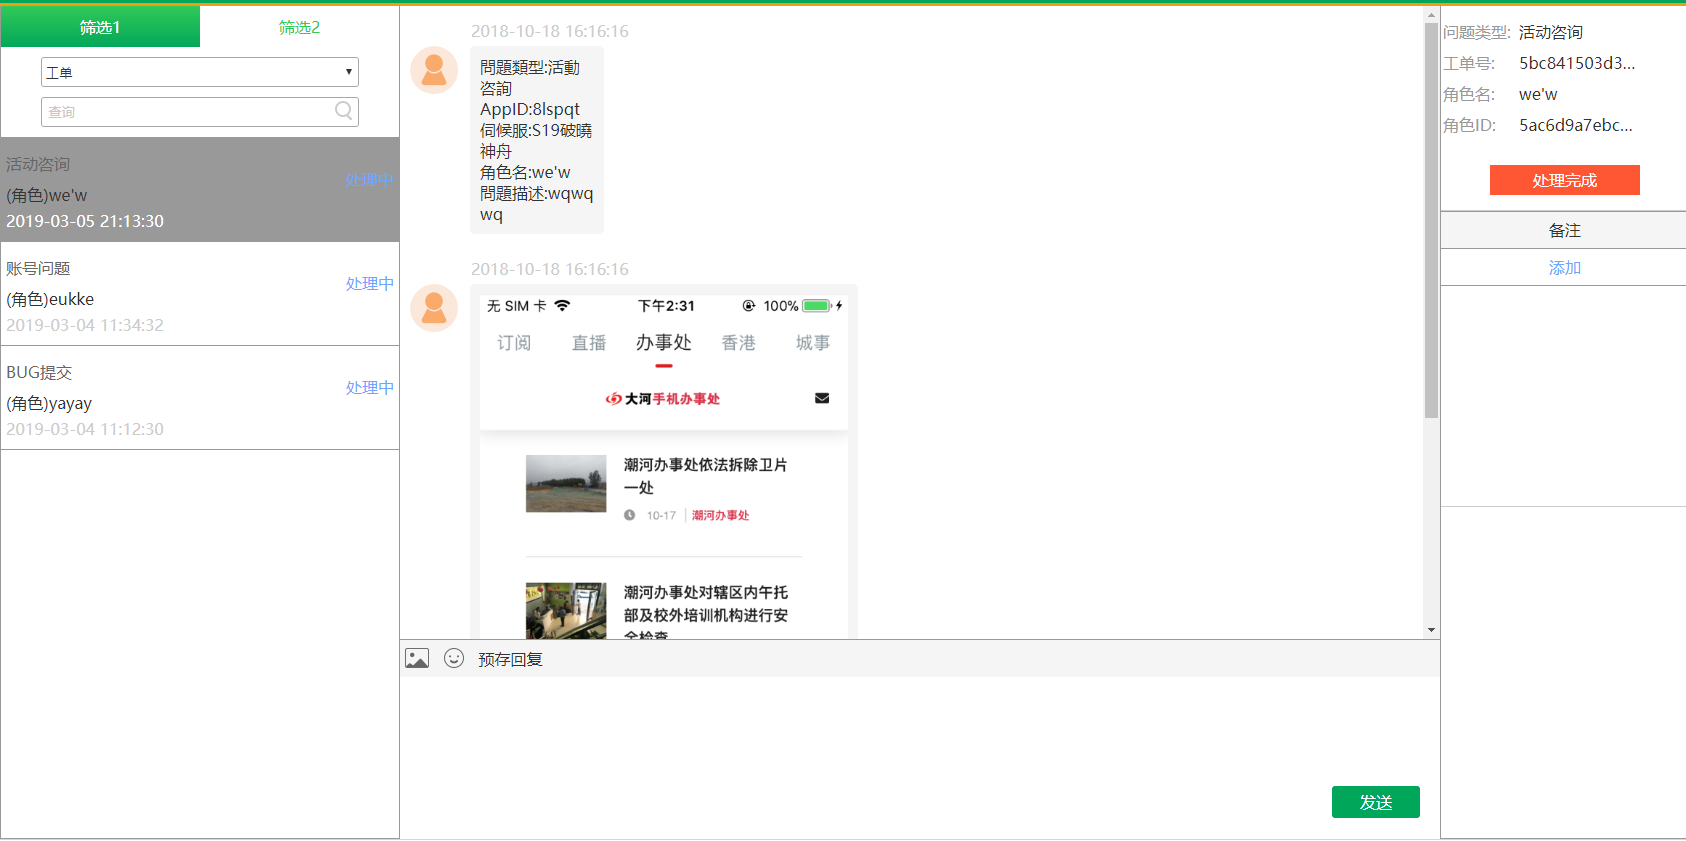 筛选1
筛选2
工单
查询
活动咨询
处理中
(角色)we'w
2019-03-05 21:13:30
账号问题
处理中
(角色)eukke
2019-03-04 11:34:32
BUG提交
处理中
(角色)yayay
2019-03-04 11:12:30
2018-10-18 16:16:16
問題類型:活動
咨詢
AppID:8lspqt
伺候服:S19破曉
神舟
角色名:we'w
問題描述:wqwq
wq
2018-10-18 16:16:16
无 SIM 卡
下午2:31
100%
订阅
直播
办事处
香港
城事
大河手机办事处
潮河办事处依法拆除卫片
一处
10-17
潮河办事处
潮河办事处对辖区内午托
部及校外培训机构进行安
全检查
预存回复
发送
问题类型: 活动咨询
工单号: 5bc841503d3...
角色名: we'w
角色ID: 5ac6d9a7ebc...
处理完成
备注
添加